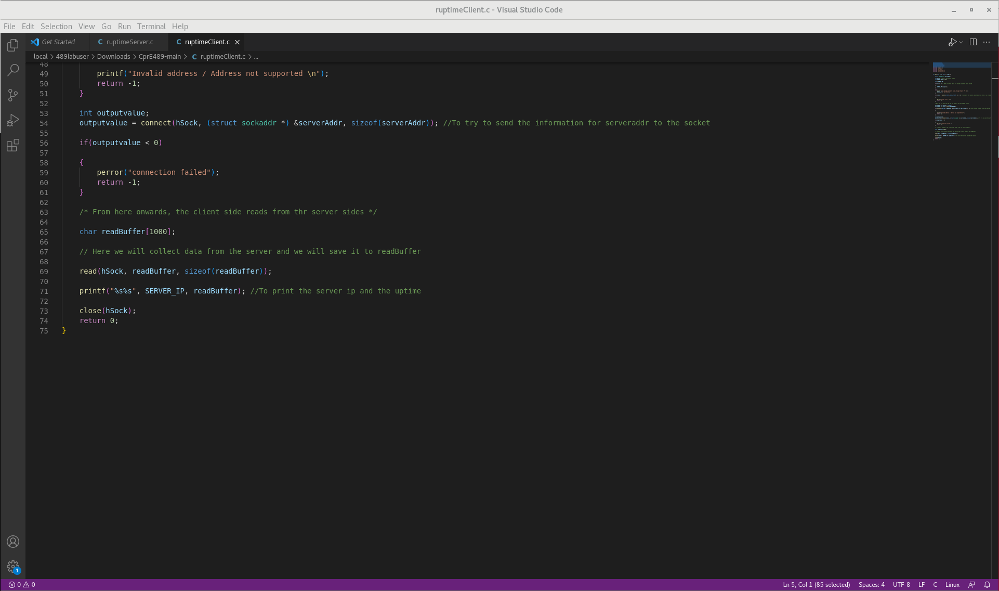 ruptimeClient.c - Visual Studio Code
File Edit Selection View Go Run Terminal Help
Get Started C ruptimeServer.c C ruptimeClient.c
local > 489labuser > Downloads > CprE489-main > C ruptimeClient.c > ...
48
49 printf("Invalid address / Address not supported \n");
50 return -1;
51 }
52
53 int outputvalue;
54 outputvalue = connect(hSock, (struct sockaddr *) &serverAddr, sizeof(serverAddr)); //To try to send the information for serveraddr to the socket
55
56 if(outputvalue < 0)
57
58 {
59 perror("connection failed");
60 return -1;
61 }
62
63 /* From here onwards, the client side reads from thr server sides */
64
65 char readBuffer[1000];
66
67 // Here we will collect data from the server and we will save it to readBuffer
68
69 read(hSock, readBuffer, sizeof(readBuffer));
70
71 printf("%s%s", SERVER_IP, readBuffer); //To print the server ip and the uptime
72
73 close(hSock);
74 return 0;
75 }
1
0 0 Ln 5, Col 1 (85 selected) Spaces: 4 UTF-8 LF C Linux